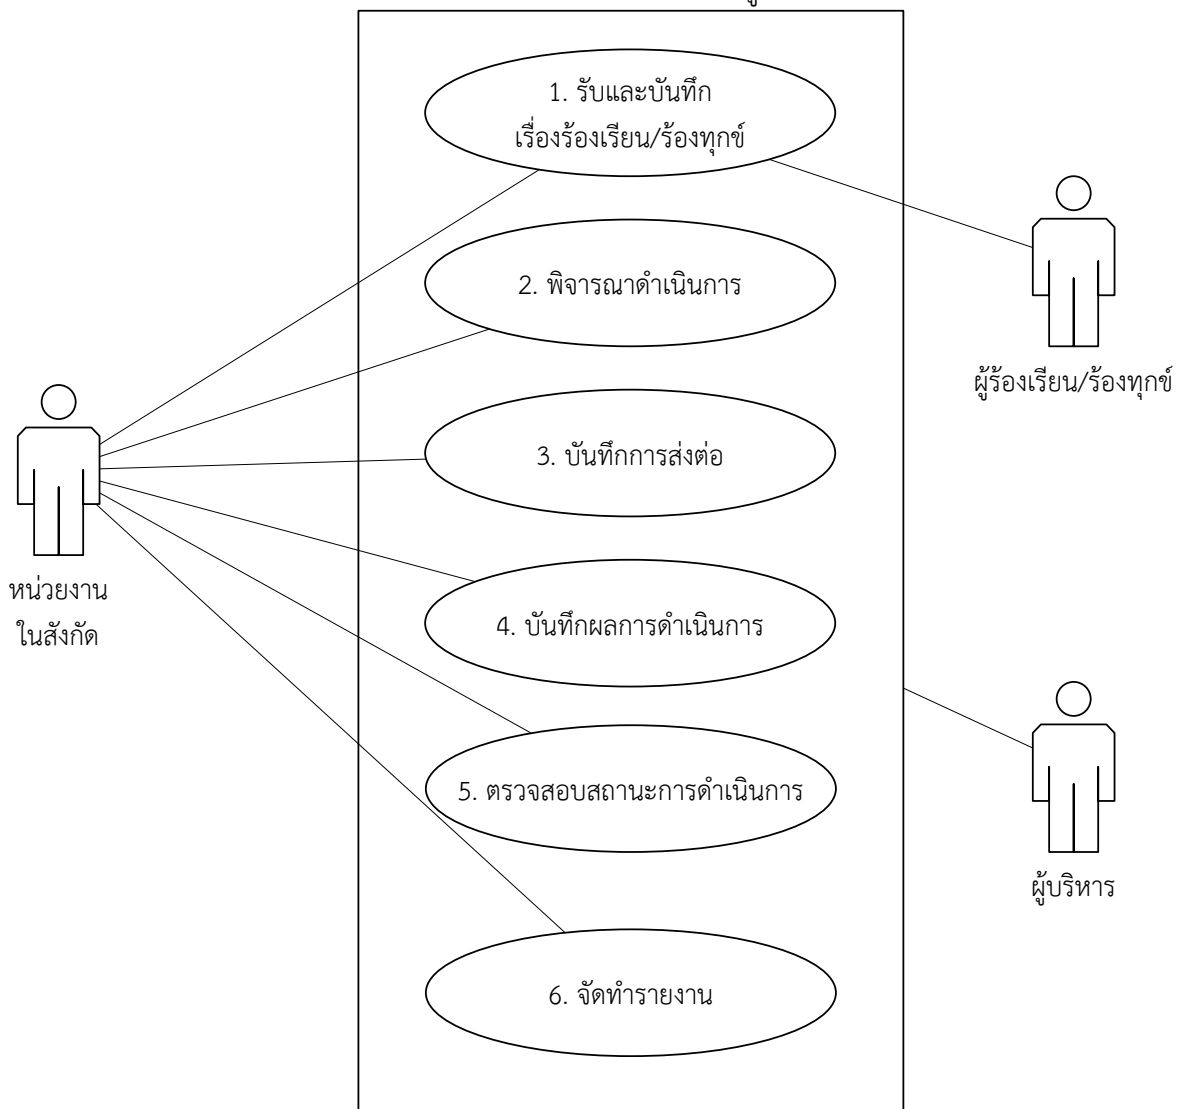 1. รับและบันทึก
เรื่องร้องเรียน/ร้องทุกข์
2. พิจารณาดำเนินการ
ผู้ร้องเรียน/ร้องทุกข์
3. บันทึกการส่งต่อ
หน่วยงาน
ในสังกัด
4. บันทึกผลการดำเนินการ
5. ตรวจสอบสถานะการดำเนินการ
ผู้บริหาร
6. จัดทำรายงาน